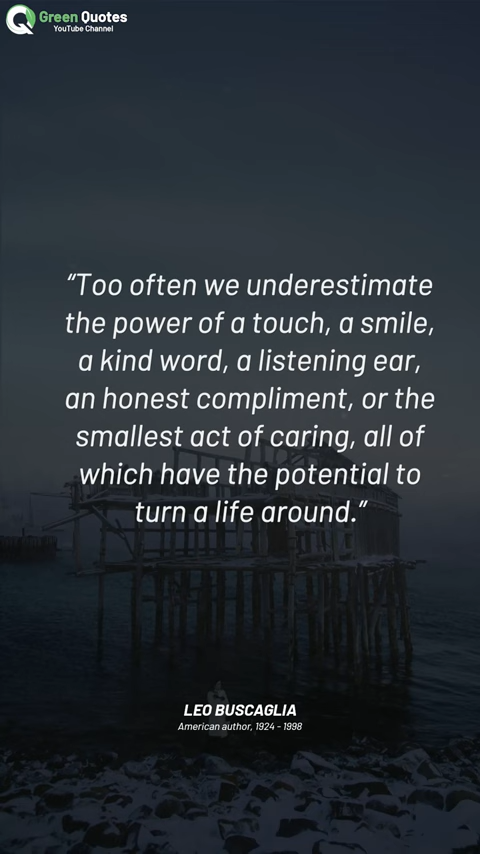 Green Quotes
YouTube Channel
“Too often we underestimate
the power of a touch, a smile,
a kind word, a listening ear,
an honest compliment, or the
smallest act of caring, all of
which have the potential to
turn a life around.”
LEO BUSCAGLIA
American author, 1924 - 1998